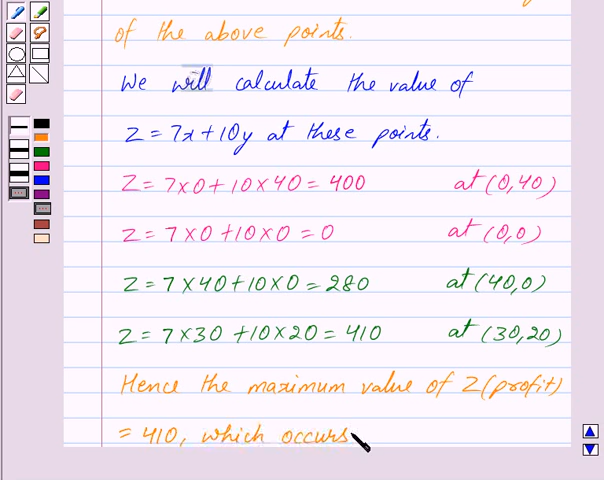 of the above points.
We will calculate the value of
Z = 7x + 10y at these points.
Z = 7×0 + 10×40 = 400 at (0,40)
Z = 7×0 + 10×0 = 0 at (0,0)
Z = 7×40 + 10×0 = 280 at (40,0)
Z = 7×30 + 10×20 = 410 at (30,20)
Hence the maximum value of Z (profit)
= 410, which occurs